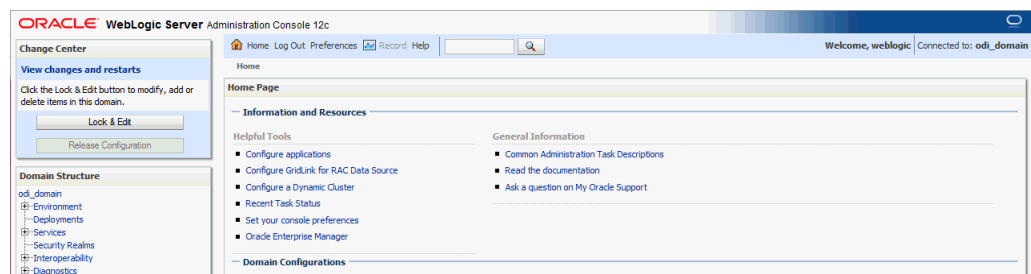 ORACLE WebLogic Server Administration Console 12c
Change Center
View changes and restarts
Click the Lock & Edit button to modify, add or
delete items in this domain.
Lock & Edit
Release Configuration
Domain Structure
odi_domain
Environment
Deployments
Services
Security Realms
Interoperability
Diagnostics
Home Log Out Preferences Record Help
Welcome, weblogic Connected to: odi_domain
Home
Home Page
Information and Resources
Helpful Tools
Configure applications
Configure GridLink for RAC Data Source
Configure a Dynamic Cluster
Recent Task Status
Set your console preferences
Oracle Enterprise Manager
General Information
Common Administration Task Descriptions
Read the documentation
Ask a question on My Oracle Support
Domain Configurations